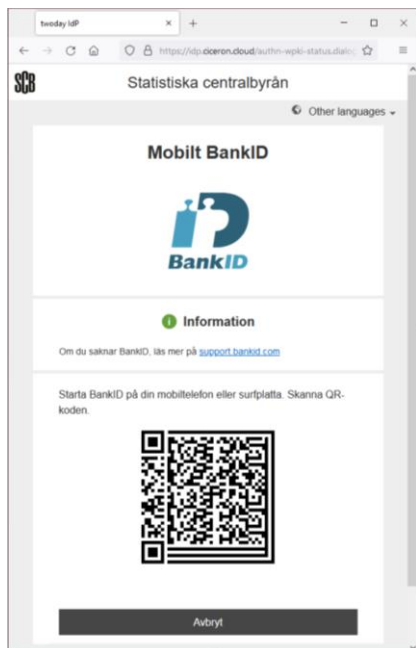 twoday IdP
https://idp.ciceron.cloud/authn-wpki-status.dialog
SCB
Statistiska centralbyrån
Other languages
Mobilt BankID
BankID
Information
Om du saknar BankID, läs mer på support.bankid.com
Starta BankID på din mobiltelefon eller surfplatta. Skanna QR-
koden.
Avbryt